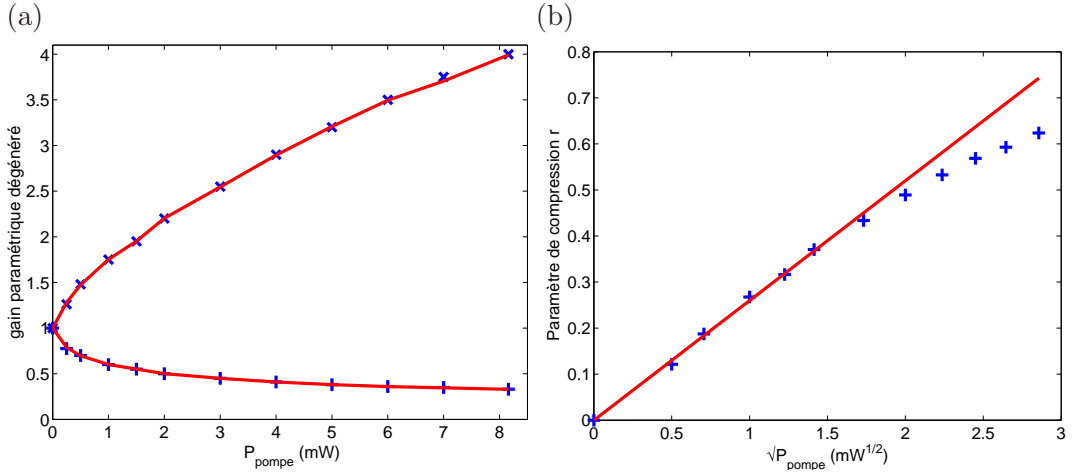 (a)
(b)
gain paramétrique dégénéré
4
3.5
3
2.5
2
1.5
1
0.5
0
0 1 2 3 4 5 6 7 8
P_pompe (mW)
Paramètre de compression r
0.8
0.7
0.6
0.5
0.4
0.3
0.2
0.1
0
0 0.5 1 1.5 2 2.5 3
√P_pompe (mW^1/2)